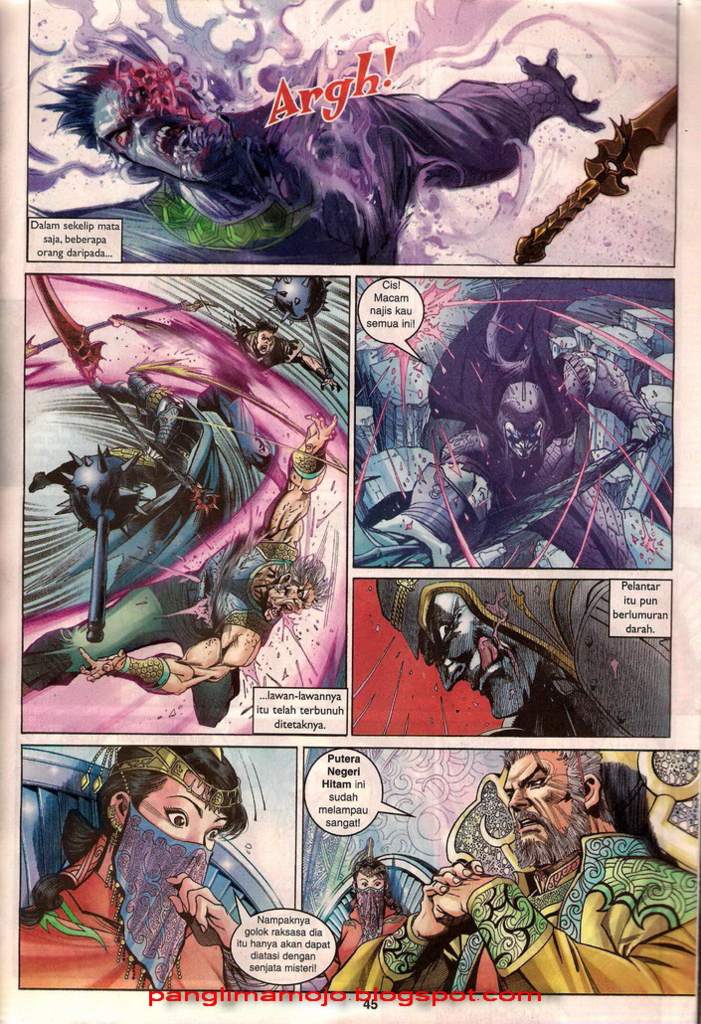 Argh!
Dalam sekelip mata
saja, beberapa
orang daripada...
...lawan-lawannya
itu telah terbunuh
ditetaknya.
Cis!
Macam
najis kau
semua ini!
Pelantar
itu pun
berlumuran
darah.
Nampaknya
golok raksasa dia
itu hanya akan dapat
diatasi dengan
senjata misteri!
Putera
Negeri
Hitam ini
sudah
melampau
sangat!
panglimamojo.blogspot.com
45